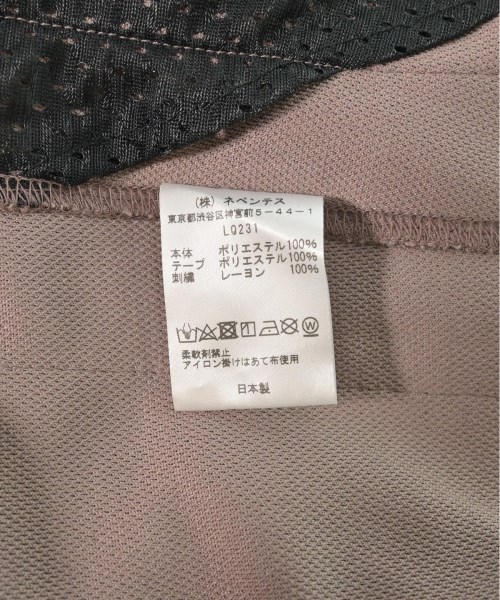 (株) ネペンテス
東京都渋谷区神宮前5-44-1
LQ231
本体 ポリエステル100%
テープ ポリエステル100%
刺繍 レーヨン 100%
柔軟剤禁止
アイロン掛けはあて布使用
日本製